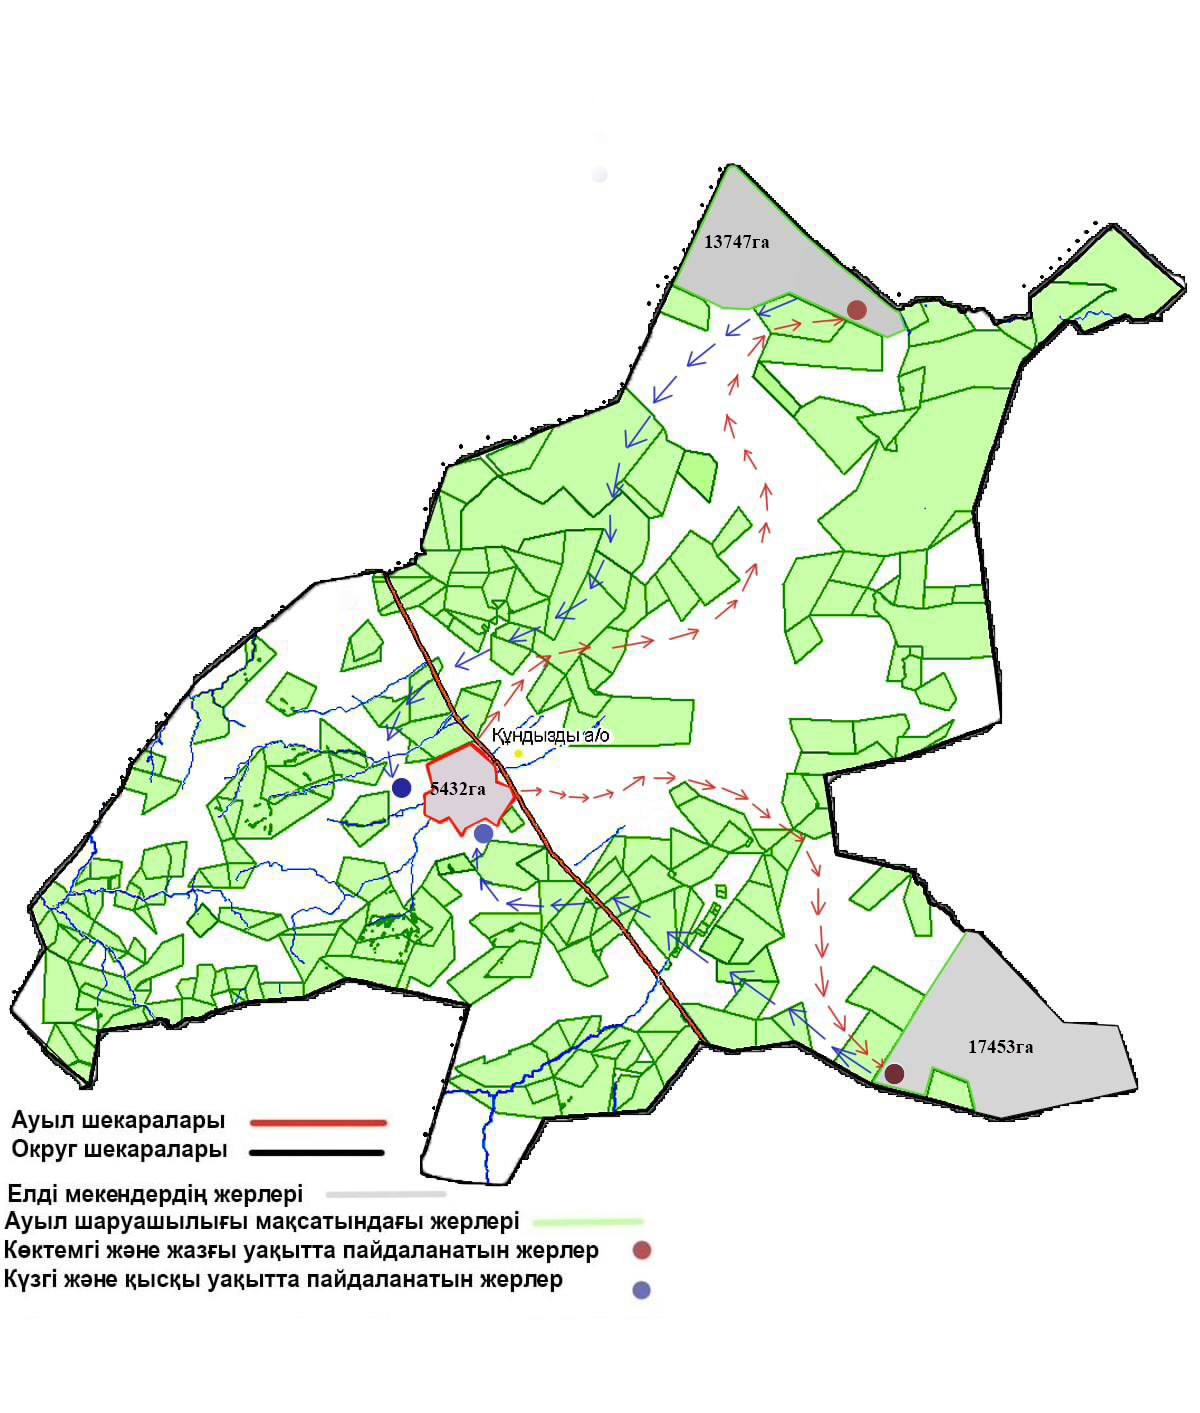 13747га
Құндызды а/о
5432га
17453га
Ауыл шекаралары
Округ шекаралары
Елді мекендердің жерлері
Ауыл шаруашылығы мақсатындағы жерлері
Көктемгі және жазғы уақытта пайдаланатын жерлер
Күзгі және қысқы уақытта пайдаланатын жерлер